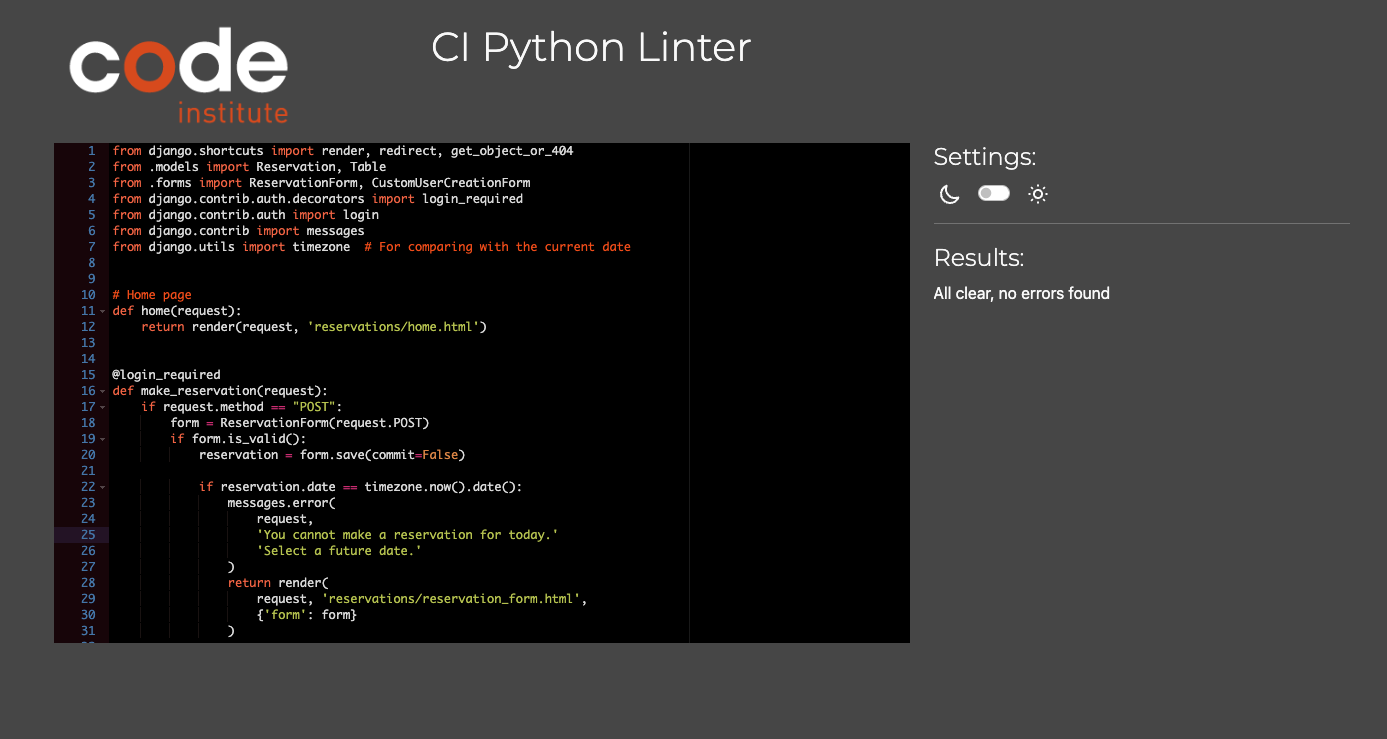 code
institute
CI Python Linter
1 from django.shortcuts import render, redirect, get_object_or_404
2 from .models import Reservation, Table
3 from .forms import ReservationForm, CustomUserCreationForm
4 from django.contrib.auth.decorators import login_required
5 from django.contrib.auth import login
6 from django.contrib import messages
7 from django.utils import timezone  # For comparing with the current date
8
9
10 # Home page
11 def home(request):
12     return render(request, 'reservations/home.html')
13
14
15 @login_required
16 def make_reservation(request):
17     if request.method == "POST":
18         form = ReservationForm(request.POST)
19         if form.is_valid():
20             reservation = form.save(commit=False)
21
22             if reservation.date == timezone.now().date():
23                 messages.error(
24                     request,
25                     'You cannot make a reservation for today.'
26                     'Select a future date.'
27                 )
28                 return render(
29                     request, 'reservations/reservation_form.html',
30                     {'form': form}
31                 )
Settings:
Results:
All clear, no errors found